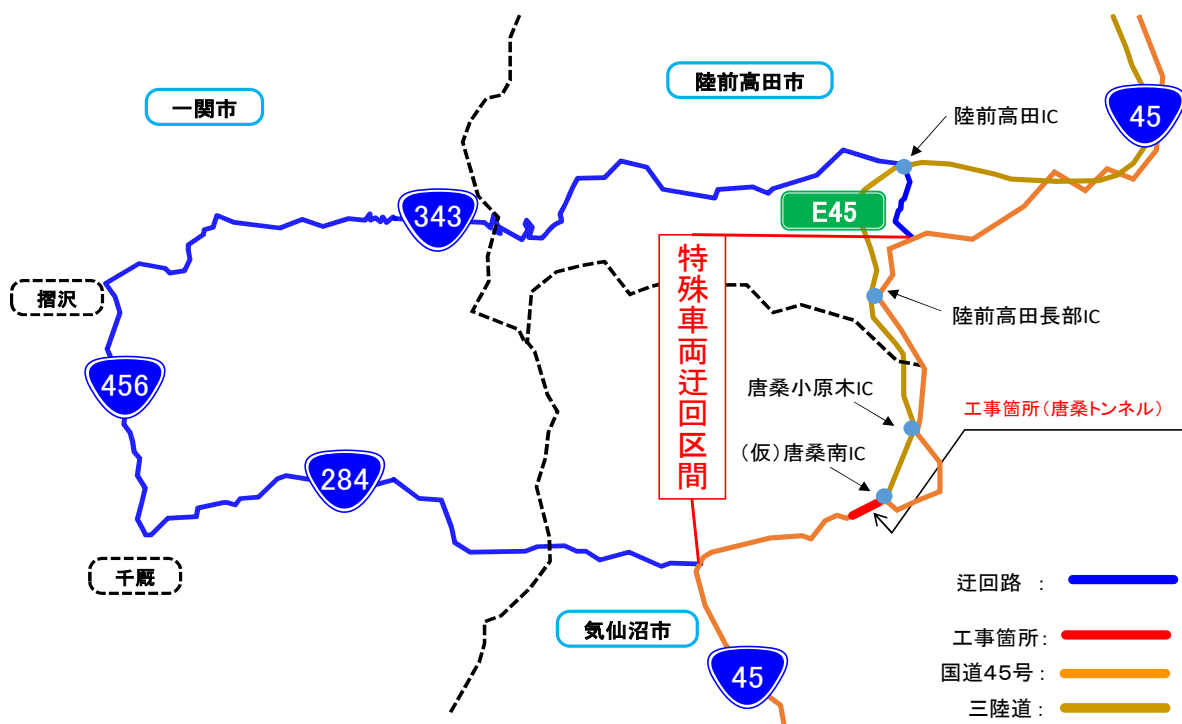 一関市
陸前高田市
45
陸前高田IC
343
E45
特殊車両迂回区間
摺沢
陸前高田長部IC
456
唐桑小原木IC
工事箇所(唐桑トンネル)
(仮)唐桑南IC
284
千厩
気仙沼市
45
迂回路 :
工事箇所:
国道45号:
三陸道 :